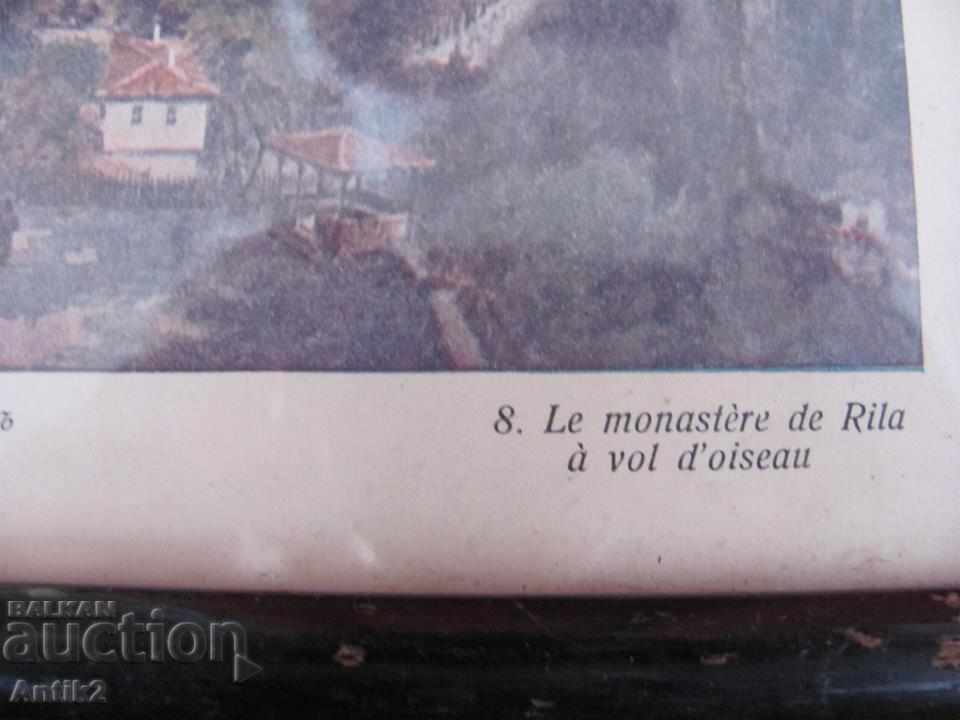 8. Le monastère de Rila
à vol d'oiseau
BALKAN
auction
Antik2